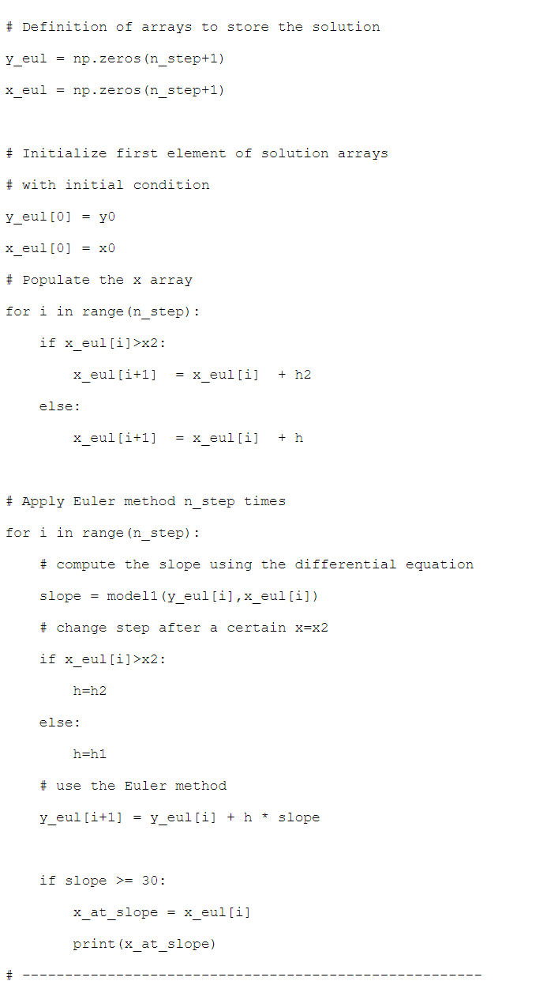 # Definition of arrays to store the solution
y_eul = np.zeros(n_step+1)
x_eul = np.zeros(n_step+1)

# Initialize first element of solution arrays
# with initial condition
y_eul[0] = y0
x_eul[0] = x0
# Populate the x array
for i in range(n_step):
    if x_eul[i]>x2:
        x_eul[i+1]  = x_eul[i]  + h2
    else:
        x_eul[i+1]  = x_eul[i]  + h

# Apply Euler method n_step times
for i in range(n_step):
    # compute the slope using the differential equation
    slope = model1(y_eul[i],x_eul[i])
    # change step after a certain x=x2
    if x_eul[i]>x2:
        h=h2
    else:
        h=h1
    # use the Euler method
    y_eul[i+1] = y_eul[i] + h * slope

    if slope >= 30:
        x_at_slope = x_eul[i]
        print(x_at_slope)
# ------------------------------------------------------